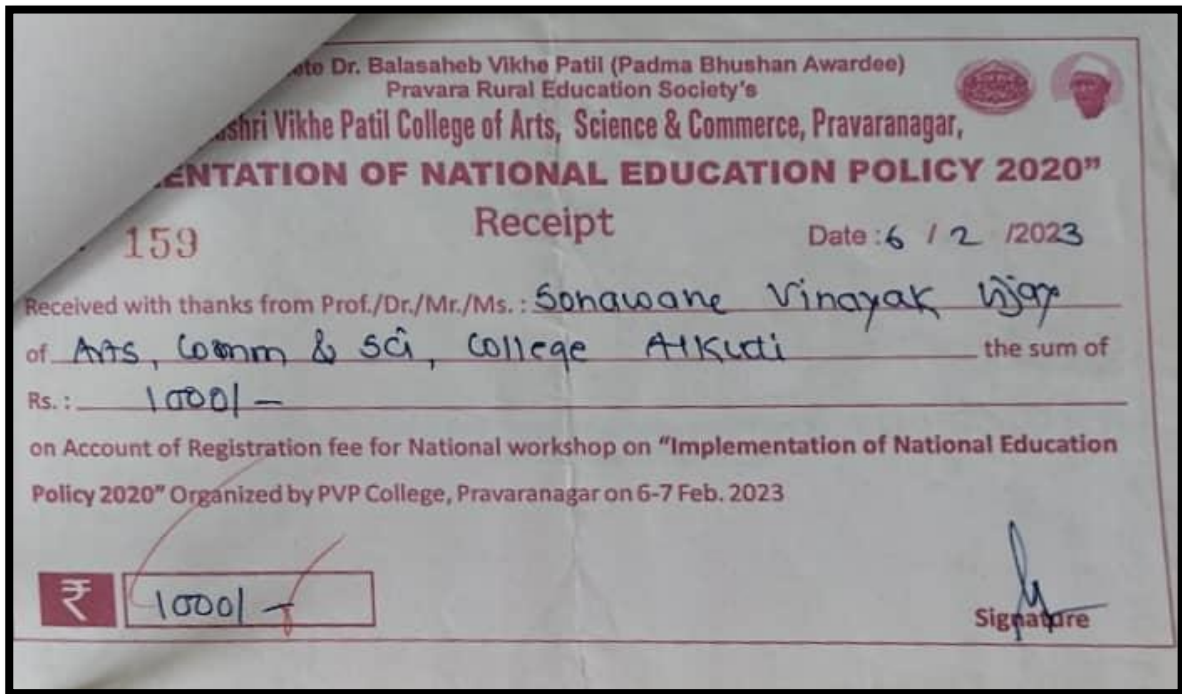 Dr. Balasaheb Vikhe Patil (Padma Bhushan Awardee)
Pravara Rural Education Society's
shri Vikhe Patil College of Arts, Science & Commerce, Pravaranagar,
ENTATION OF NATIONAL EDUCATION POLICY 2020”
159
Receipt
Date : 6 / 2 /2023
Received with thanks from Prof./Dr./Mr./Ms. : Sonawane Vinayak
of Arts, Comm & Sci, College Alkuti the sum of
Rs. : 1000/-
on Account of Registration fee for National workshop on “Implementation of National Education
Policy 2020” Organized by PVP College, Pravaranagar on 6-7 Feb. 2023
₹ 1000/-
Signature